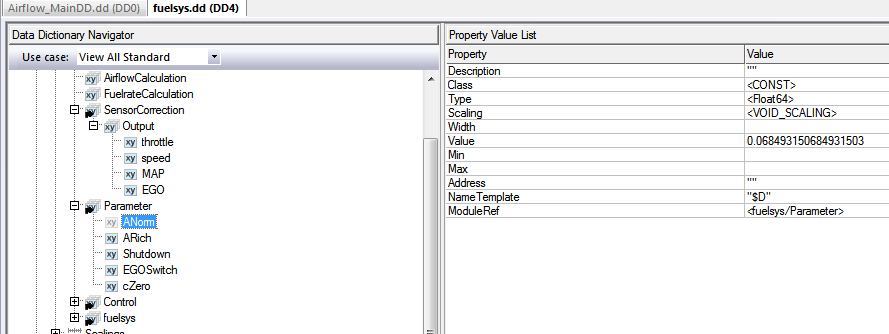 Airflow_MainDD.dd (DD0) fuelsys.dd (DD4)
Data Dictionary Navigator
Use case: View All Standard
AirflowCalculation
FuelrateCalculation
SensorCorrection
Output
throttle
speed
MAP
EGO
Parameter
ANorm
ARich
Shutdown
EGOSwitch
cZero
Control
fuelsys
Scalings
Property Value List
Property Value
Description ""
Class <CONST>
Type <Float64>
Scaling <VOID_SCALING>
Width
Value 0.068493150684931503
Min
Max
Address ""
NameTemplate "$D"
ModuleRef <fuelsys/Parameter>